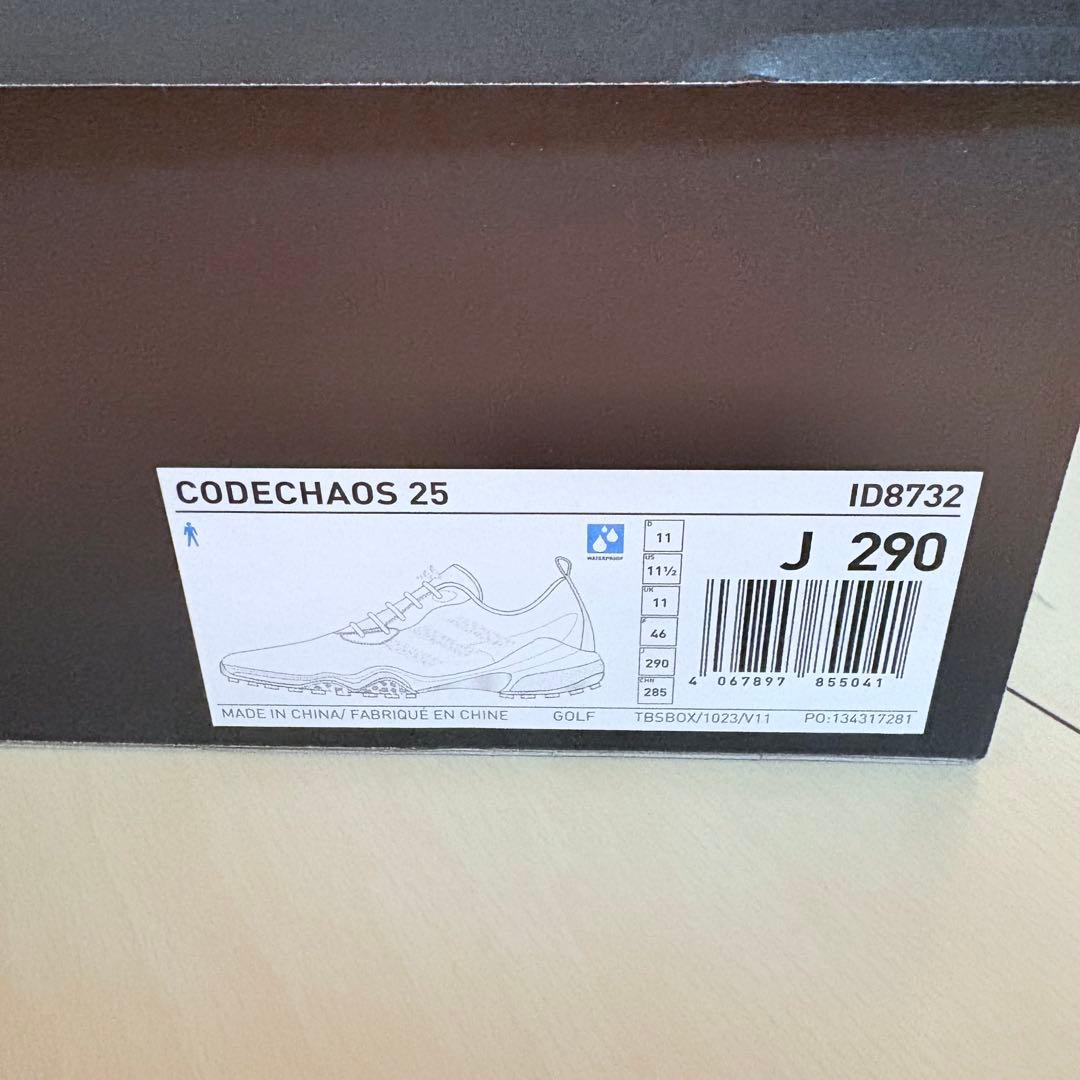 CODECHAOS 25 ID8732
WATERPROOF
J 290
D 11
US 11½
UK 11
F 46
J 290
CHN 285
4 067897 855041
MADE IN CHINA/ FABRIQUÉ EN CHINE GOLF TBSBOX/1023/V11 PO:134317281